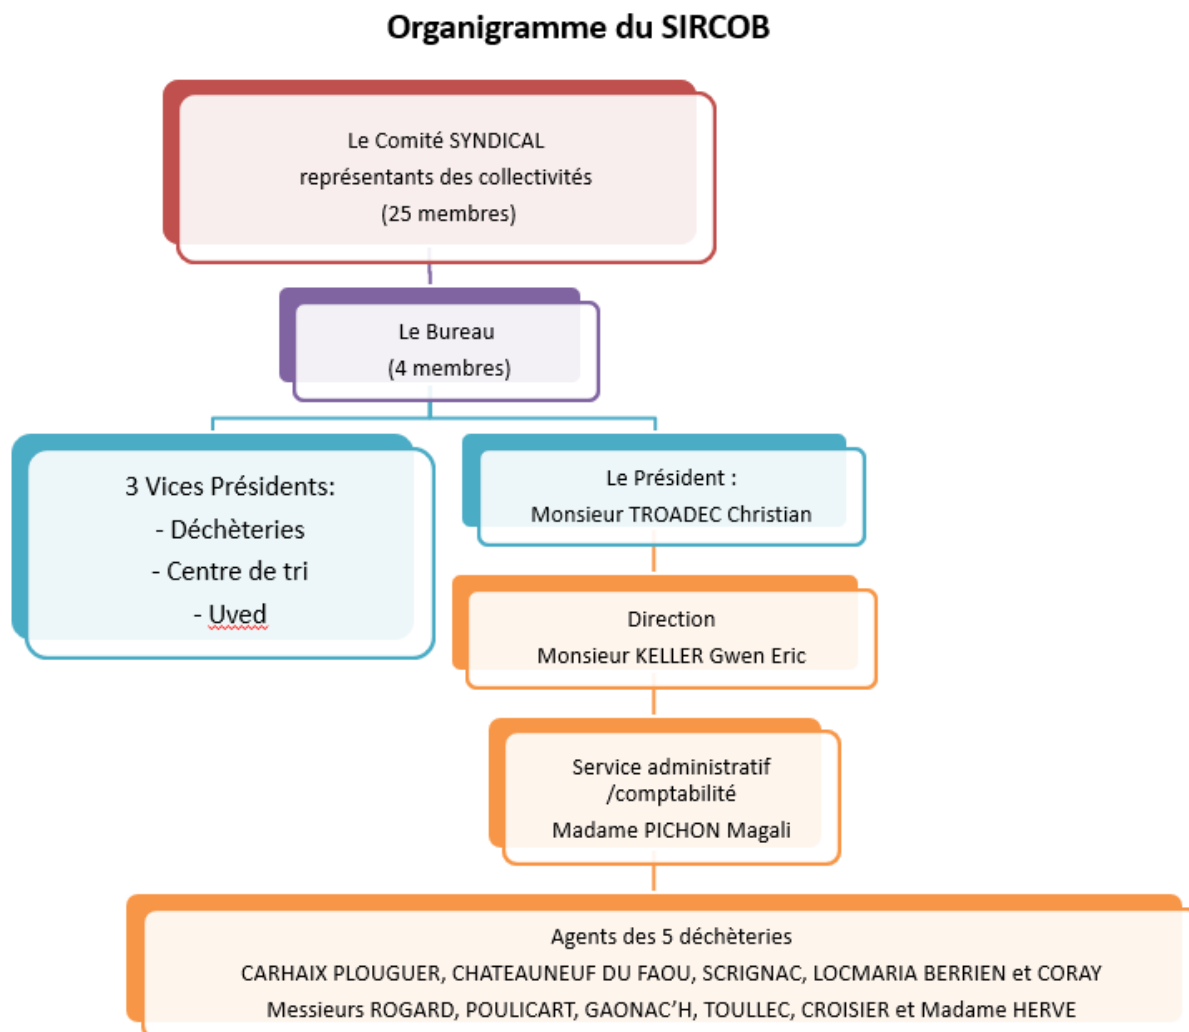 Organigramme du SIRCOB
Le Comité SYNDICAL
représentants des collectivités
(25 membres)
Le Bureau
(4 membres)
3 Vices Présidents:
- Déchèteries
- Centre de tri
- Uved
Le Président :
Monsieur TROADEC Christian
Direction
Monsieur KELLER Gwen Eric
Service administratif
/comptabilité
Madame PICHON Magali
Agents des 5 déchèteries
CARHAIX PLOUGUER, CHATEAUNEUF DU FAOU, SCRIGNAC, LOCMARIA BERRIEN et CORAY
Messieurs ROGARD, POULICART, GAONAC’H, TOULLEC, CROISIER et Madame HERVE